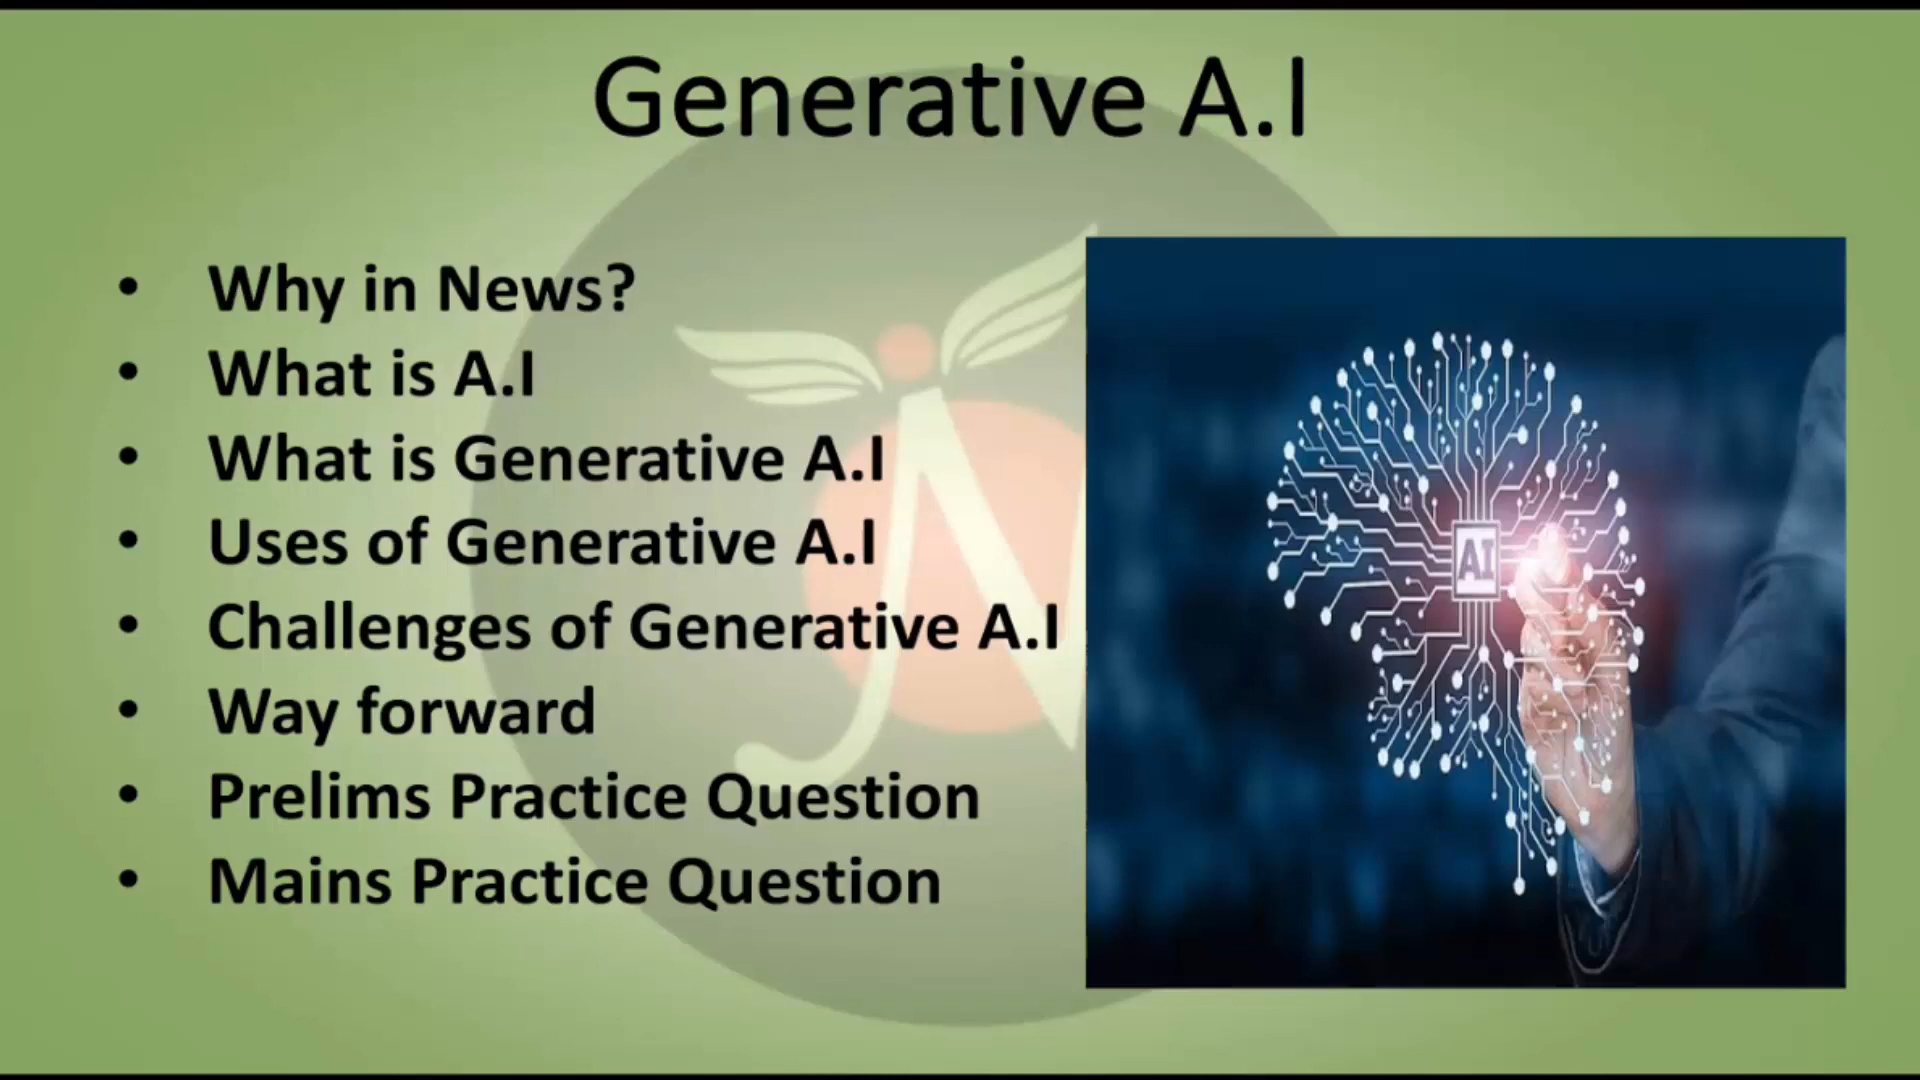 Generative A.I
• Why in News?
• What is A.I
• What is Generative A.I
• Uses of Generative A.I
• Challenges of Generative A.I
• Way forward
• Prelims Practice Question
• Mains Practice Question
AI
N